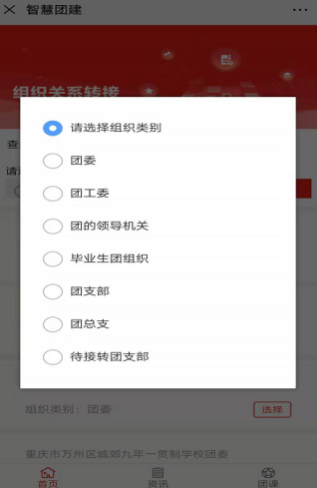 智慧团建
组织关系转接
查
请选择组织类别
团委
团工委
团的领导机关
毕业生团组织
团支部
团总支
待接转团支部
组织类别：团委
选择
重庆市万州区城郊九年一贯制学校团委
首页
资讯
团课